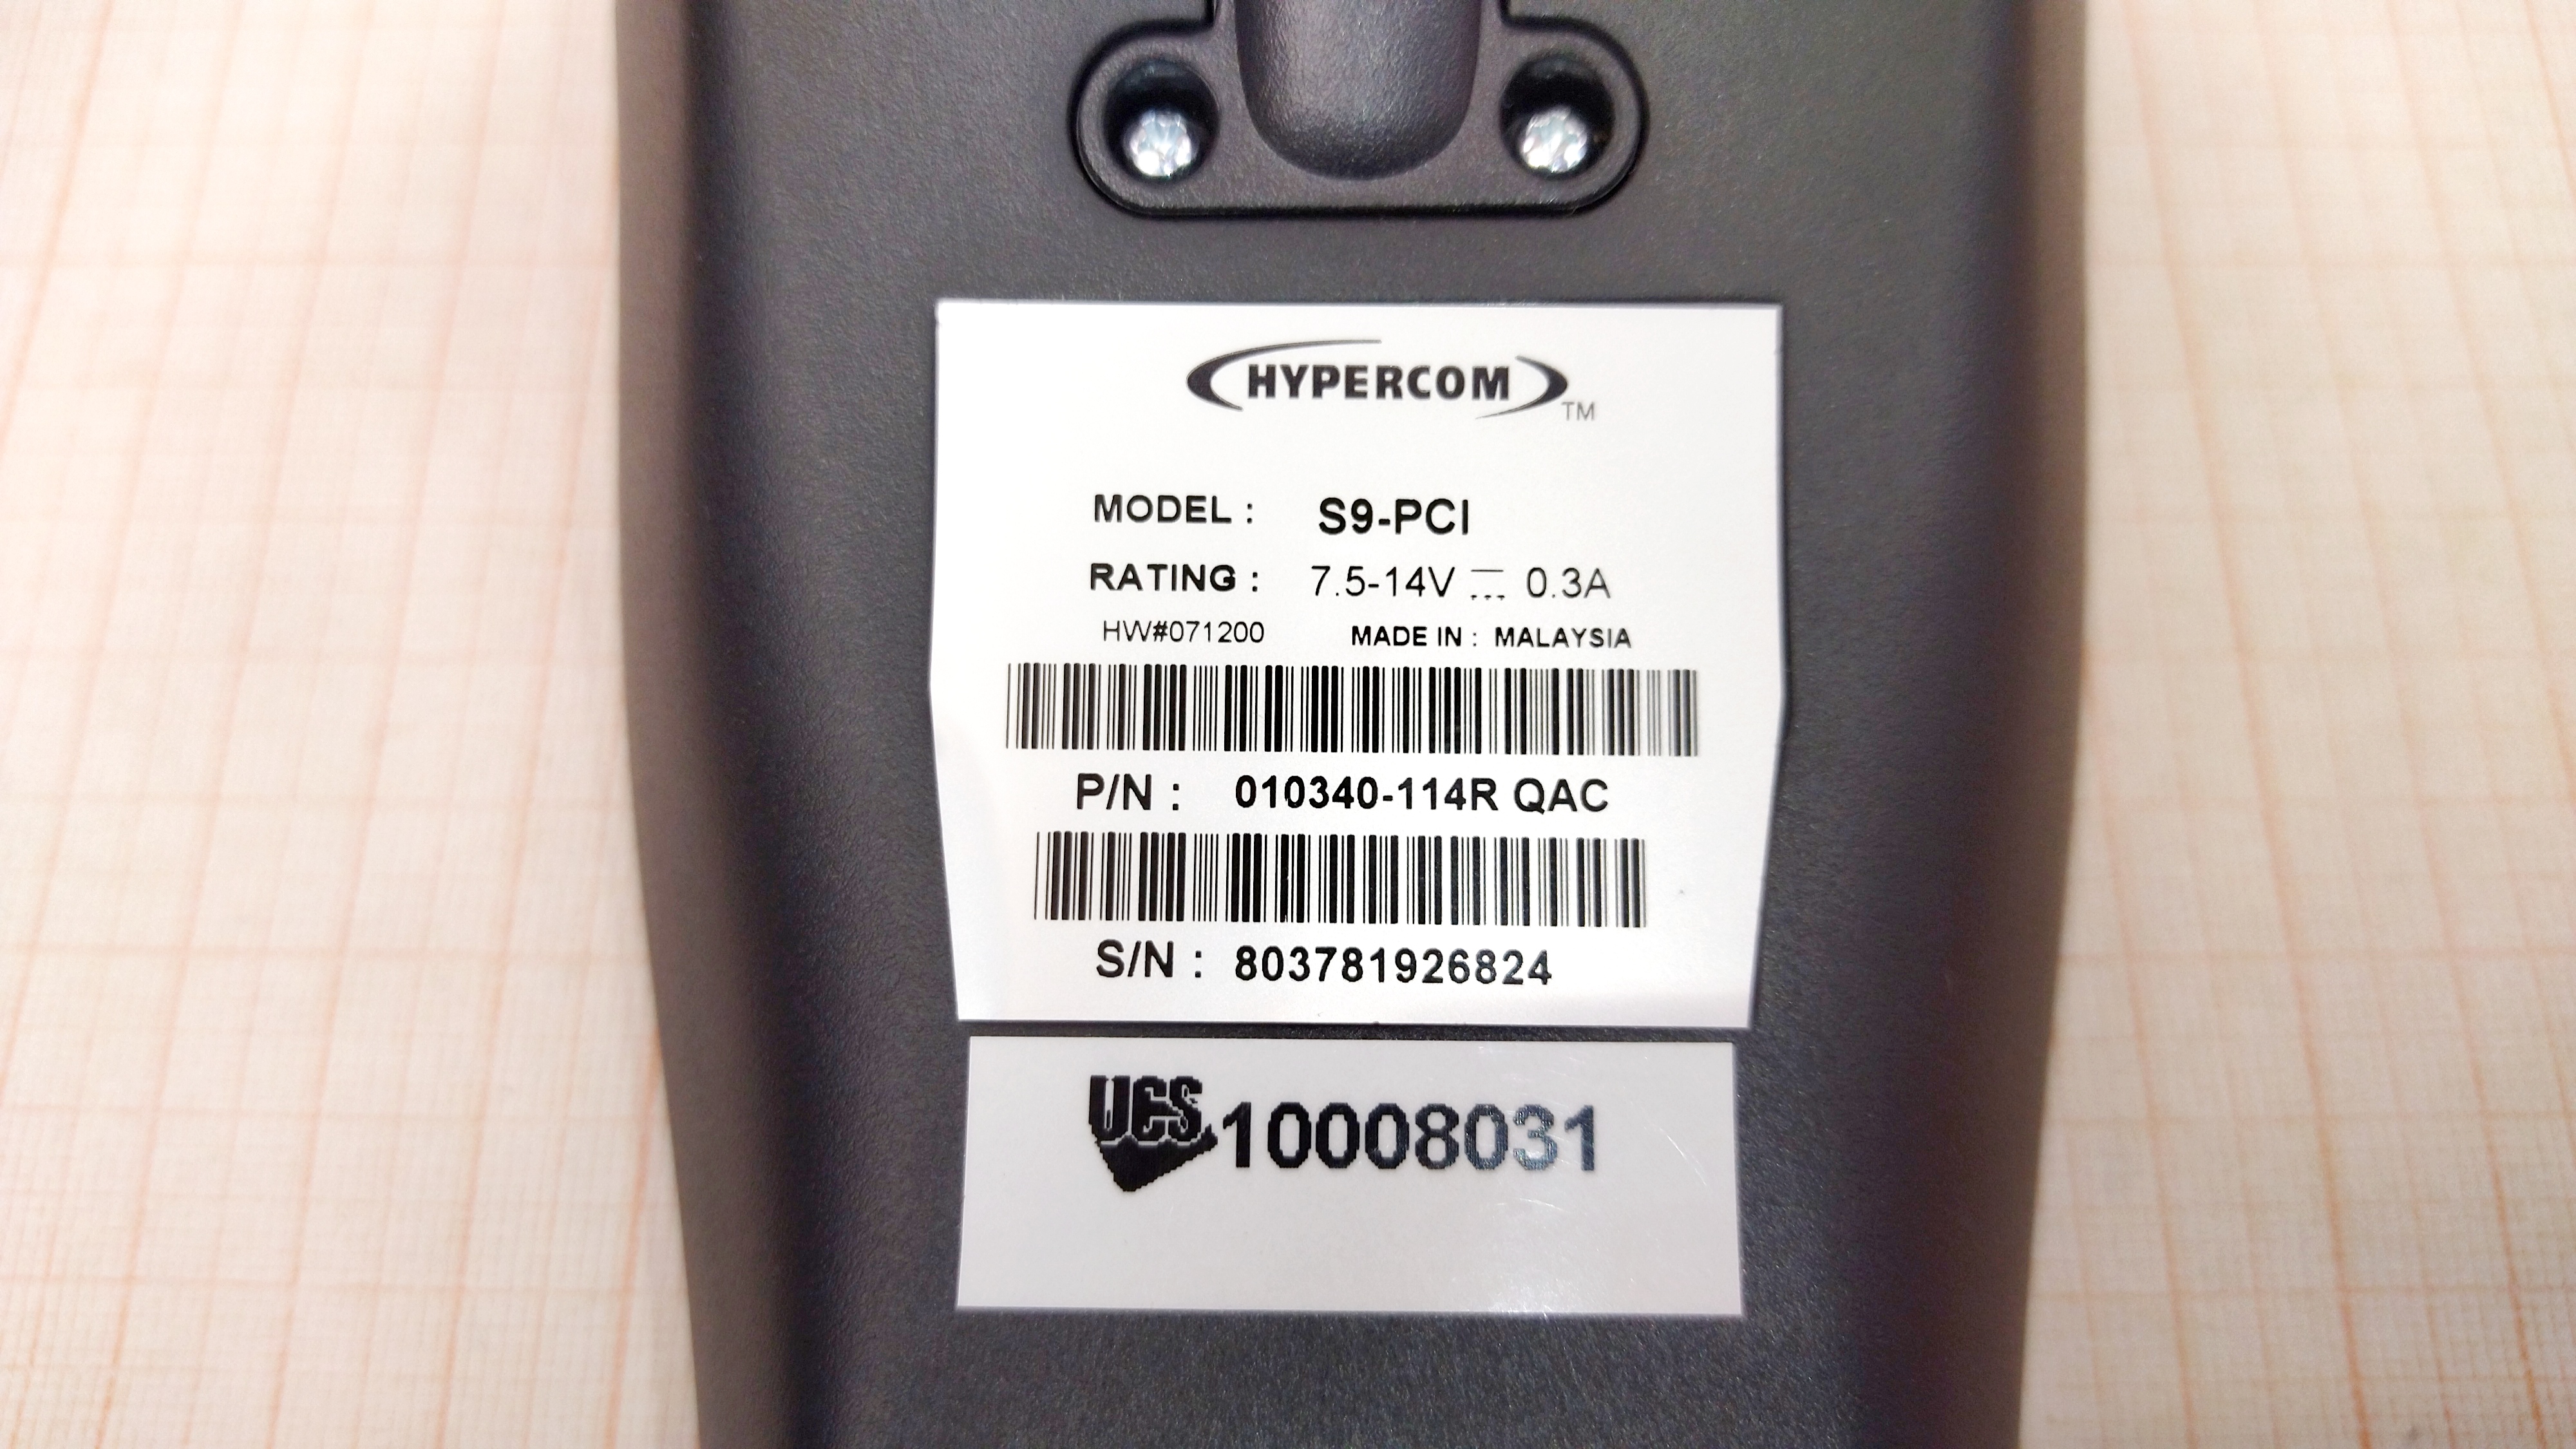 HYPERCOM TM
MODEL : S9-PCI
RATING : 7.5-14V ⎓ 0.3A
HW#071200 MADE IN : MALAYSIA
P/N : 010340-114R QAC
S/N : 803781926824
UCS 10008031